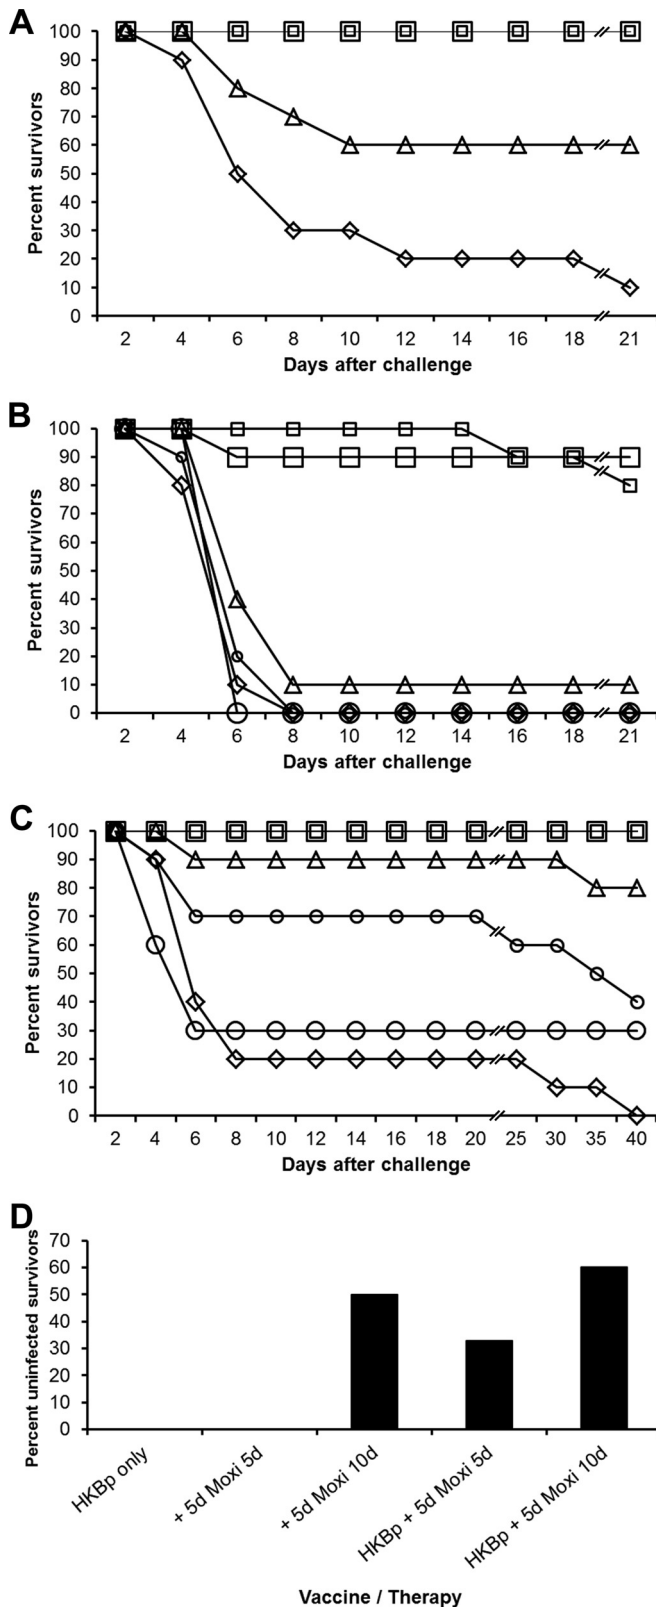 A
100
90
80
70
60
50
40
30
20
10
0
Percent survivors
2 4 6 8 10 12 14 16 18 21
Days after challenge
B
100
90
80
70
60
50
40
30
20
10
0
Percent survivors
2 4 6 8 10 12 14 16 18 21
Days after challenge
C
100
90
80
70
60
50
40
30
20
10
0
Percent survivors
2 4 6 8 10 12 14 16 18 20 25 30 35 40
Days after challenge
D
70
60
50
40
30
20
10
0
Percent uninfected survivors
HKBp only
+ 5d Moxi 5d
+ 5d Moxi 10d
HKBp + 5d Moxi 5d
HKBp + 5d Moxi 10d
Vaccine / Therapy